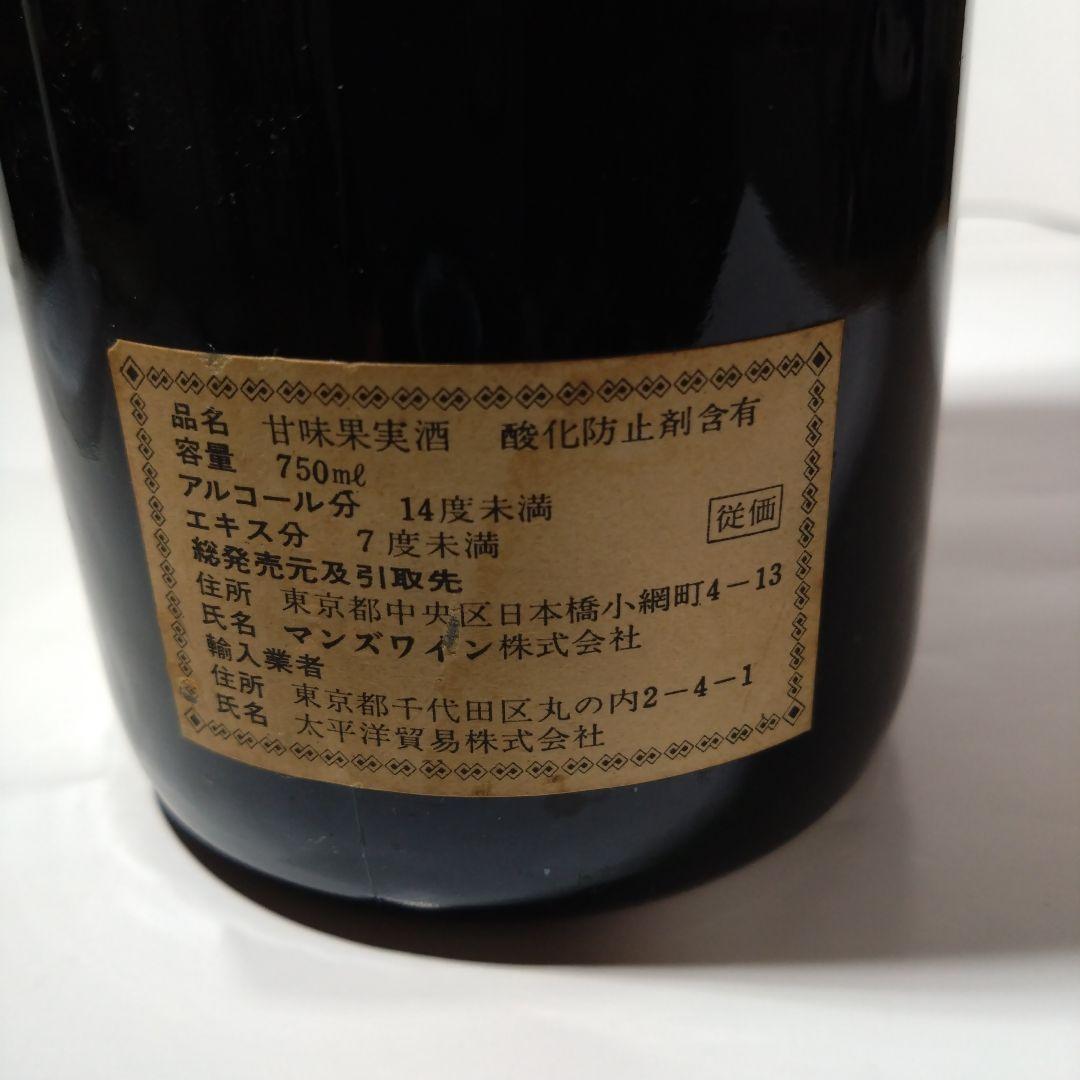 品名 甘味果実酒 酸化防止剤含有
容量 750mℓ
アルコール分 14度未満
エキス分 7度未満 従価
総発売元及引取先
住所 東京都中央区日本橋小網町4-13
氏名 マンズワイン株式会社
輸入業者
住所 東京都千代田区丸の内2-4-1
氏名 太平洋貿易株式会社